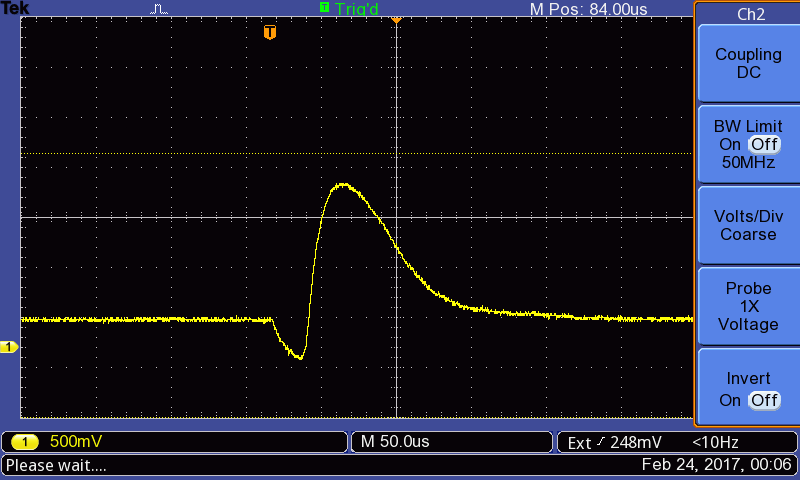 Tek
T Trig'd
M Pos: 84.00us
T
1
Ch2
Coupling
DC
BW Limit
On Off
50MHz
Volts/Div
Coarse
Probe
1X
Voltage
Invert
On Off
1 500mV
M 50.0us
Ext 248mV <10Hz
Please wait....
Feb 24, 2017, 00:06